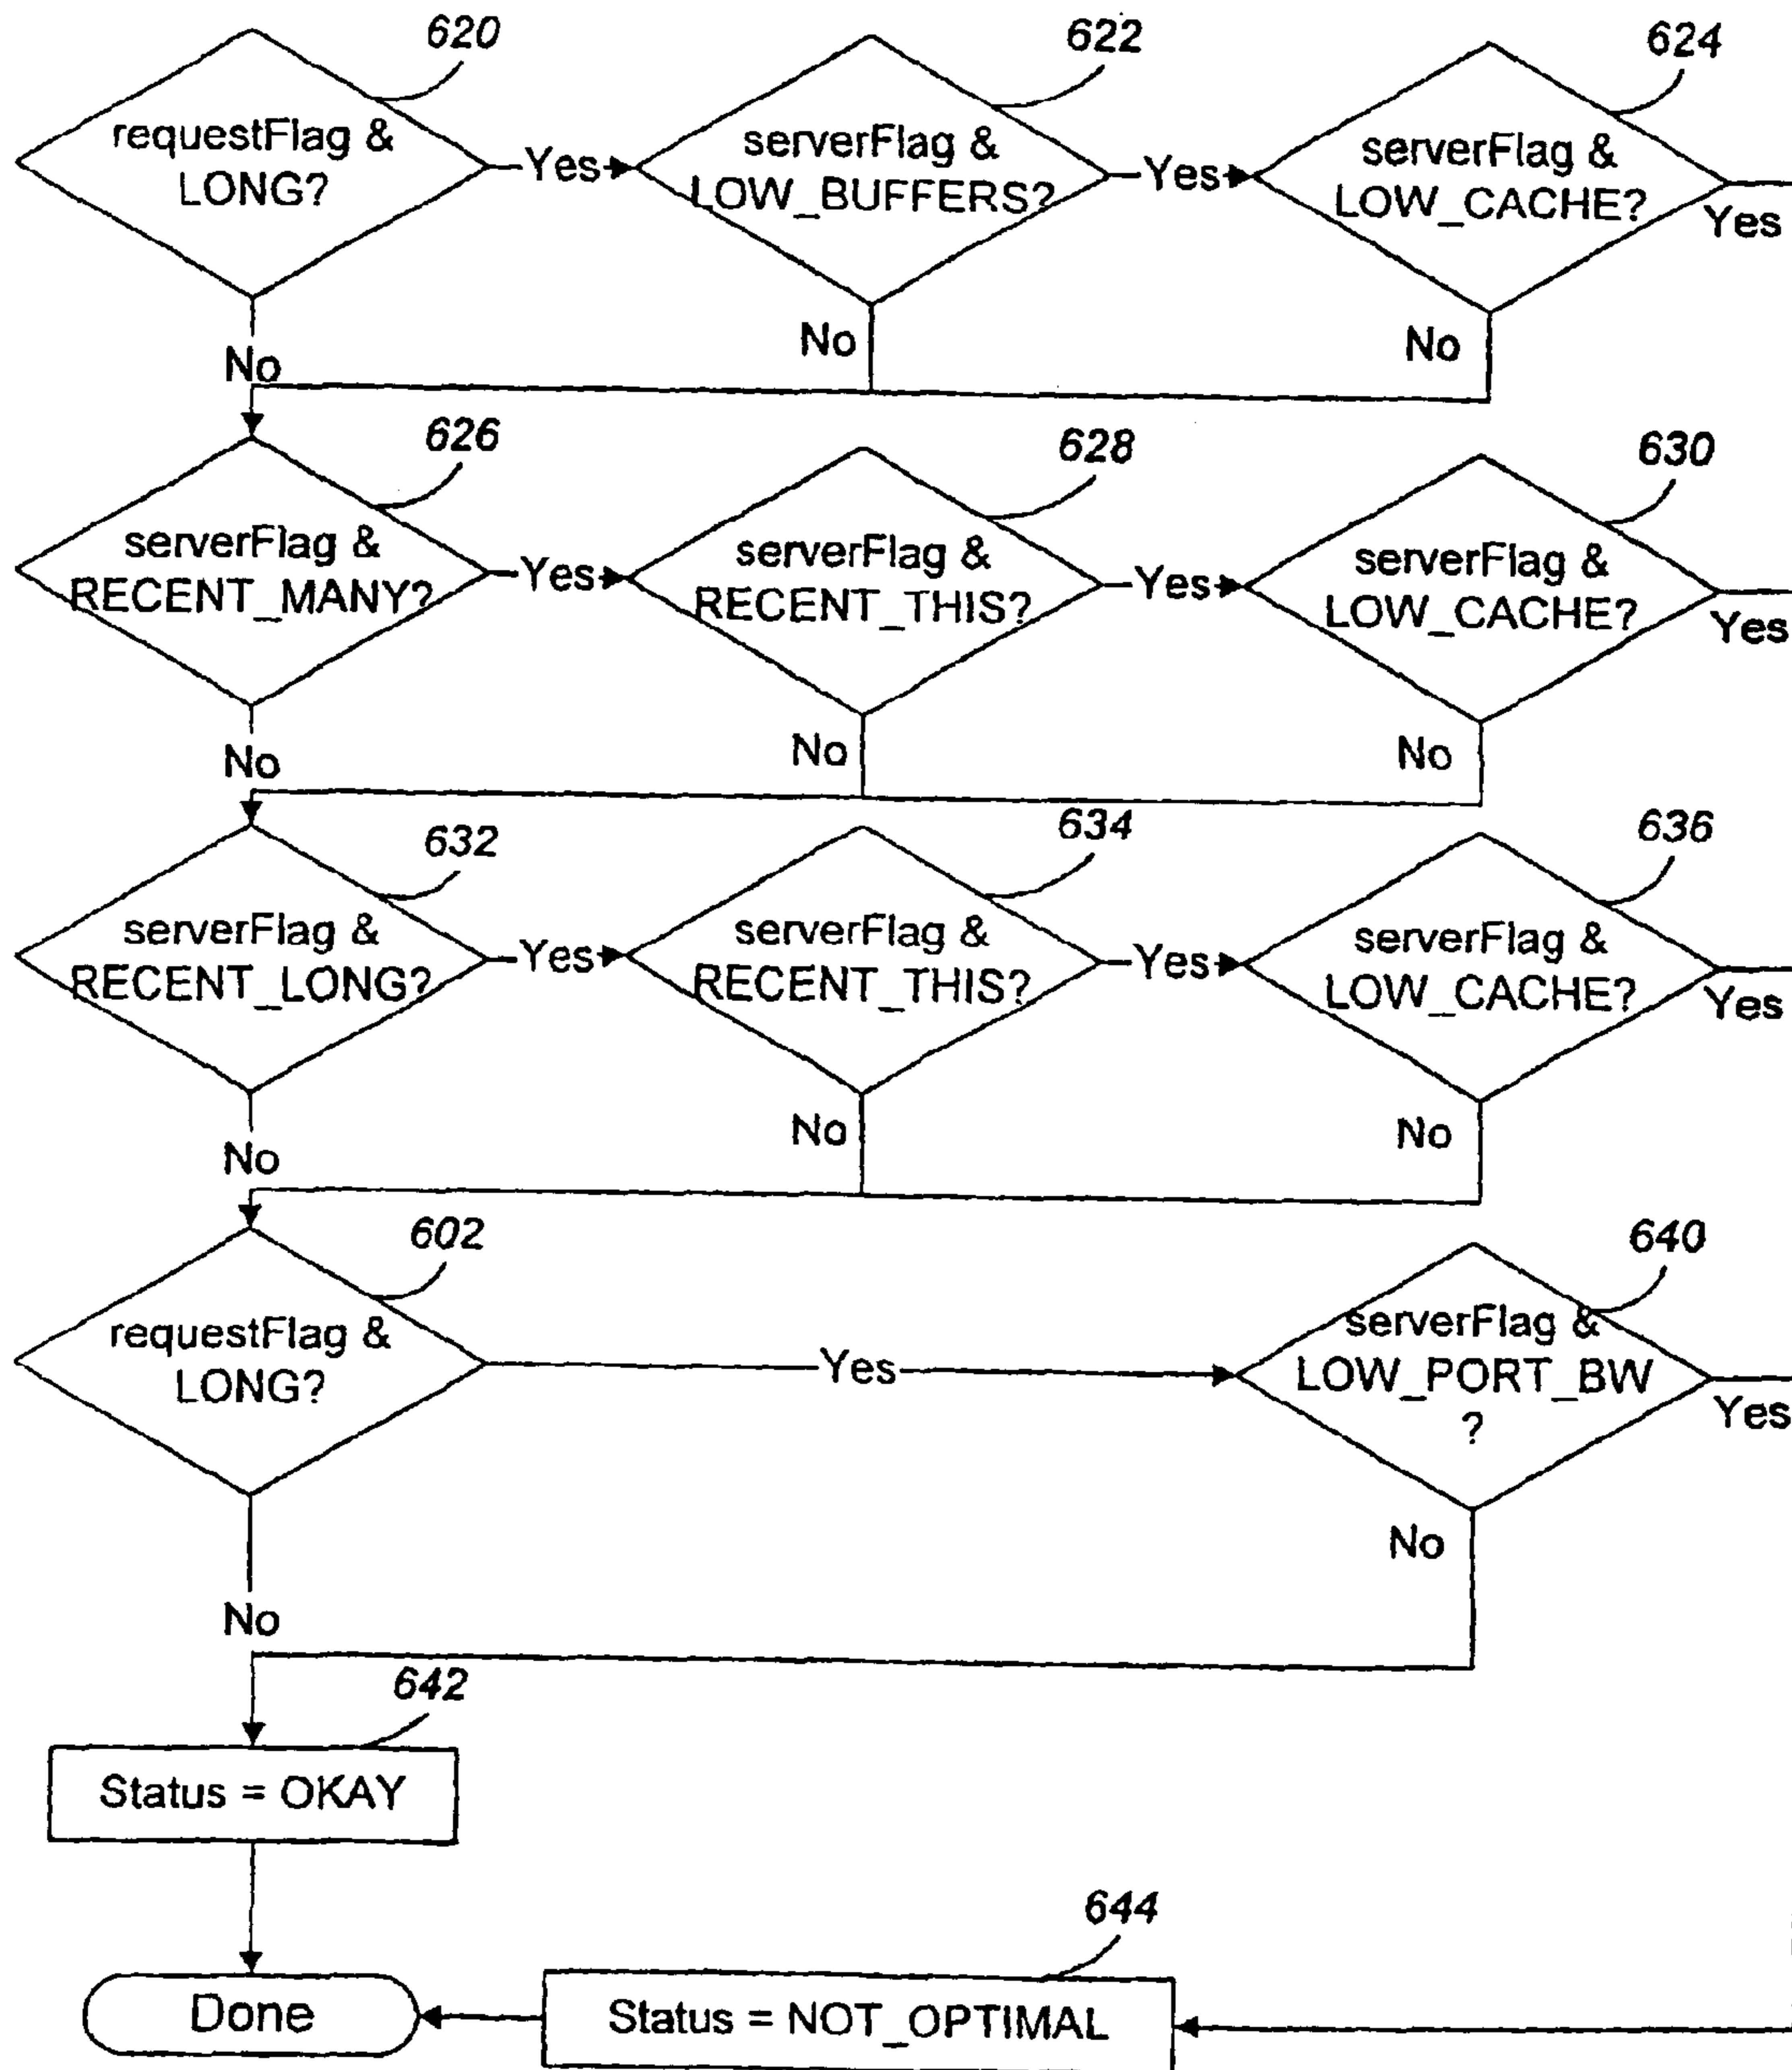 620
requestFlag &
LONG?
Yes
622
serverFlag &
LOW_BUFFERS?
Yes
624
serverFlag &
LOW_CACHE?
Yes
No
No
No
626
serverFlag &
RECENT_MANY?
Yes
628
serverFlag &
RECENT_THIS?
Yes
630
serverFlag &
LOW_CACHE?
Yes
No
No
No
632
serverFlag &
RECENT_LONG?
Yes
634
serverFlag &
RECENT_THIS?
Yes
636
serverFlag &
LOW_CACHE?
Yes
No
No
No
602
requestFlag &
LONG?
Yes
640
serverFlag &
LOW_PORT_BW
?
Yes
No
No
642
Status = OKAY
644
Status = NOT_OPTIMAL
Done